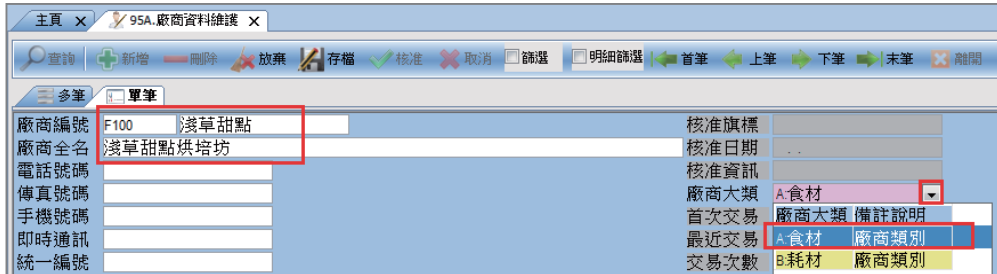 主頁 X 95A.廠商資料維護 X
查詢 新增 刪除 放棄 存檔 核准 取消 篩選 明細篩選 首筆 上筆 下筆 末筆 離開
多筆 單筆
廠商編號 F100 淺草甜點 核准旗標
廠商全名 淺草甜點烘培坊 核准日期 . .
電話號碼 核准資訊
傳真號碼 廠商大類 A:食材
手機號碼 首次交易 廠商大類 備註說明
即時通訊 最近交易 A:食材 廠商類別
統一編號 交易次數 B:耗材 廠商類別